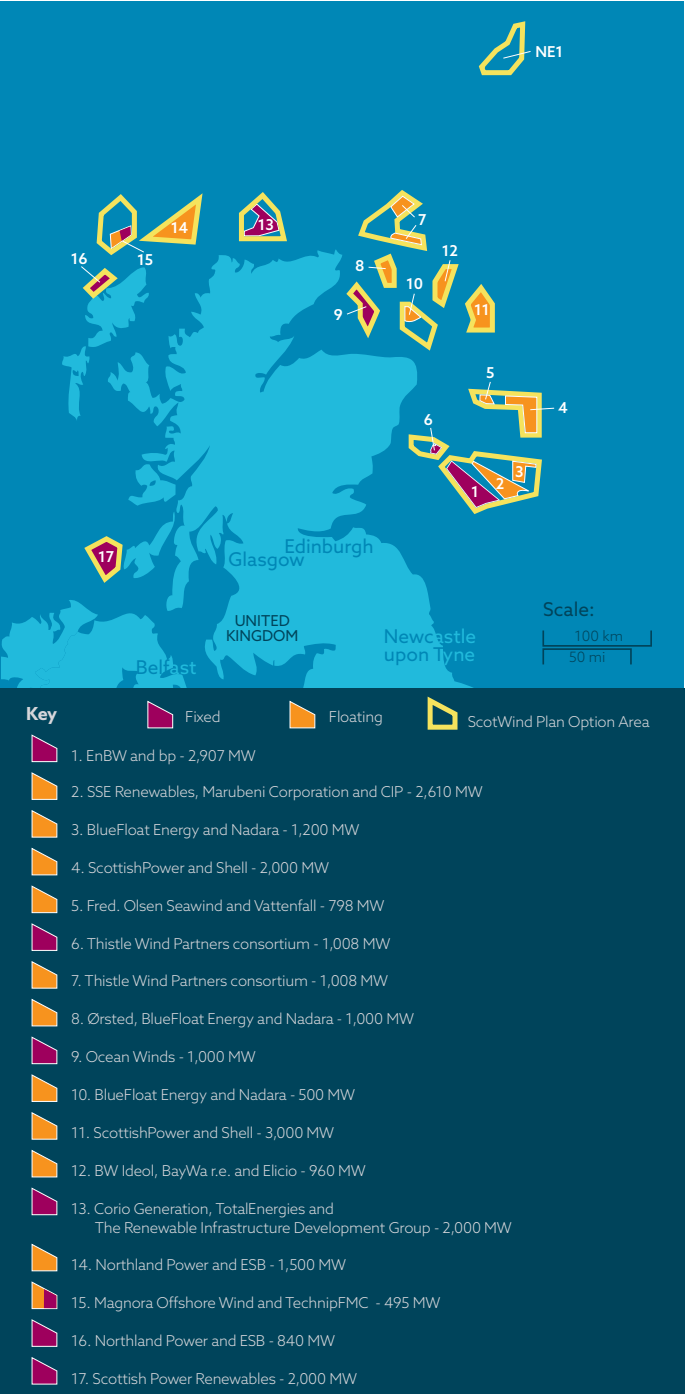 NE1
14
13
7
16
15
12
8
10
9
11
5
4
6
3
2
1
17
Edinburgh
Glasgow
Scale:
UNITED
KINGDOM
Newcastle
upon Tyne
100 km
50 mi
Belfast
Key
Fixed
Floating
ScotWind Plan Option Area
1. EnBW and bp - 2,907 MW
2. SSE Renewables, Marubeni Corporation and CIP - 2,610 MW
3. BlueFloat Energy and Nadara - 1,200 MW
4. ScottishPower and Shell - 2,000 MW
5. Fred. Olsen Seawind and Vattenfall - 798 MW
6. Thistle Wind Partners consortium - 1,008 MW
7. Thistle Wind Partners consortium - 1,008 MW
8. Ørsted, BlueFloat Energy and Nadara - 1,000 MW
9. Ocean Winds - 1,000 MW
10. BlueFloat Energy and Nadara - 500 MW
11. ScottishPower and Shell - 3,000 MW
12. BW Ideol, BayWa r.e. and Elicio - 960 MW
13. Corio Generation, TotalEnergies and
The Renewable Infrastructure Development Group - 2,000 MW
14. Northland Power and ESB - 1,500 MW
15. Magnora Offshore Wind and TechnipFMC - 495 MW
16. Northland Power and ESB - 840 MW
17. Scottish Power Renewables - 2,000 MW